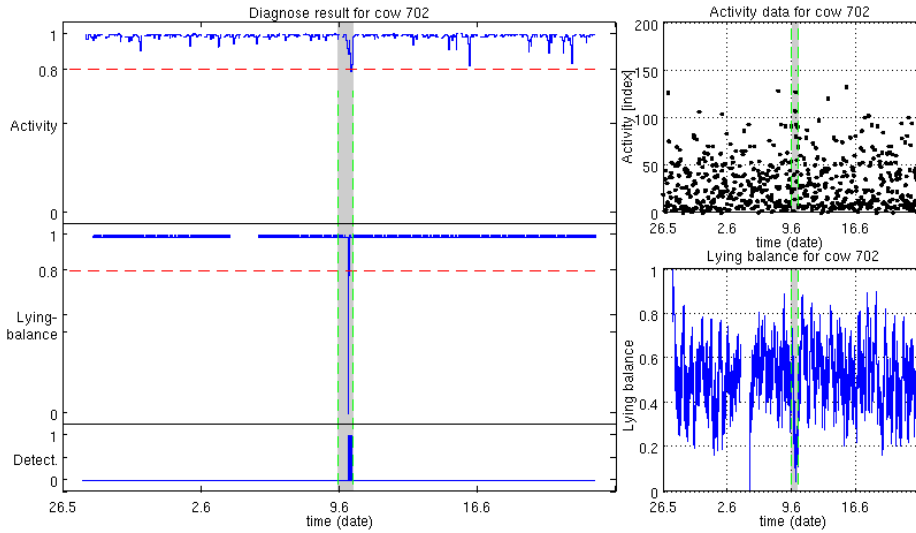 Diagnose result for cow 702
1
0.8
Activity
0
1
0.8
Lying-
balance
0
1
Detect.
0
26.5 2.6 9.6 16.6
time (date)
Activity data for cow 702
200
150
100
50
0
Activity [index]
26.5 2.6 9.6 16.6
time (date)
Lying balance for cow 702
1
0.8
0.6
0.4
0.2
0
Lying balance
26.5 2.6 9.6 16.6
time (date)